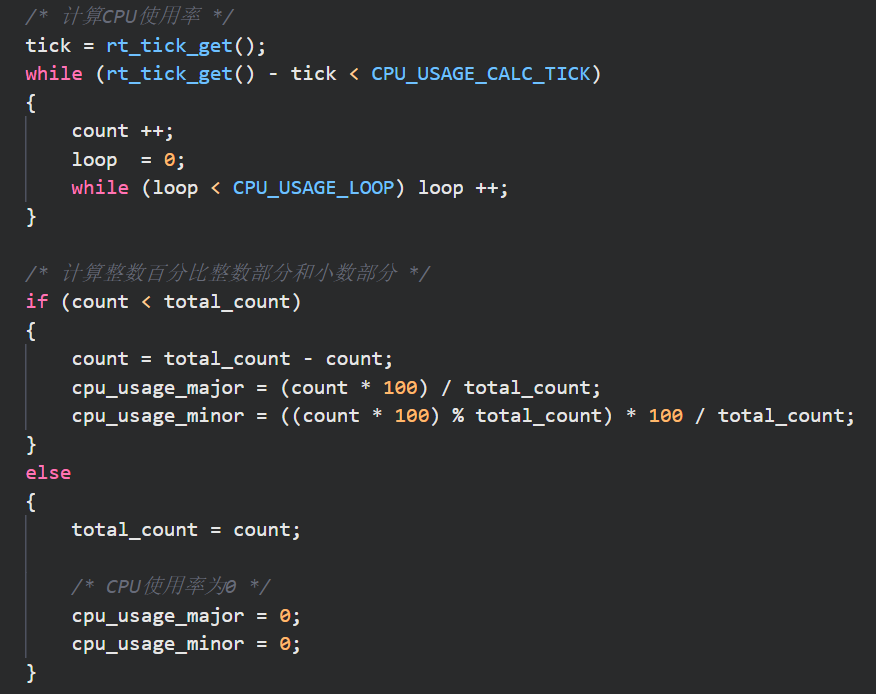 /* 计算CPU使用率 */
tick = rt_tick_get();
while (rt_tick_get() - tick < CPU_USAGE_CALC_TICK)
{
count ++;
loop  = 0;
while (loop < CPU_USAGE_LOOP) loop ++;
}
/* 计算整数百分比整数部分和小数部分 */
if (count < total_count)
{
count = total_count - count;
cpu_usage_major = (count * 100) / total_count;
cpu_usage_minor = ((count * 100) % total_count) * 100 / total_count;
}
else
{
total_count = count;
/* CPU使用率为0 */
cpu_usage_major = 0;
cpu_usage_minor = 0;
}